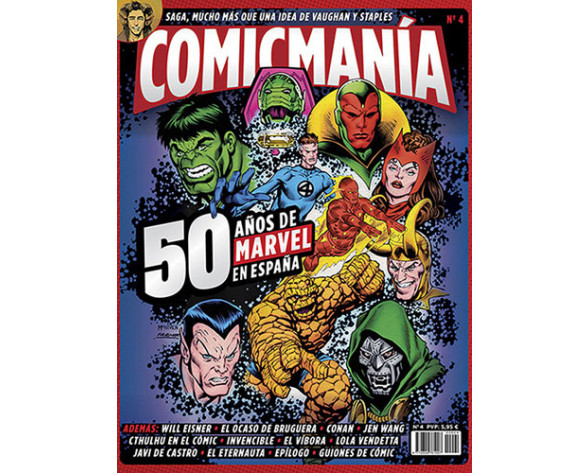 SAGA, MUCHO MÁS QUE UNA IDEA DE VAUGHAN Y STAPLES
Nº 4
COMICMANÍA
4
50 AÑOS DE
MARVEL
EN ESPAÑA
ADEMÁS: WILL EISNER • EL OCASO DE BRUGUERA • CONAN • JEN WANG
CTHULHU EN EL CÓMIC • INVENCIBLE • EL VÍBORA • LOLA VENDETTA
JAVI DE CASTRO • EL ETERNAUTA • EPÍLOGO • GUIONES DE CÓMIC
Nº 4 PVP: 5,95 €